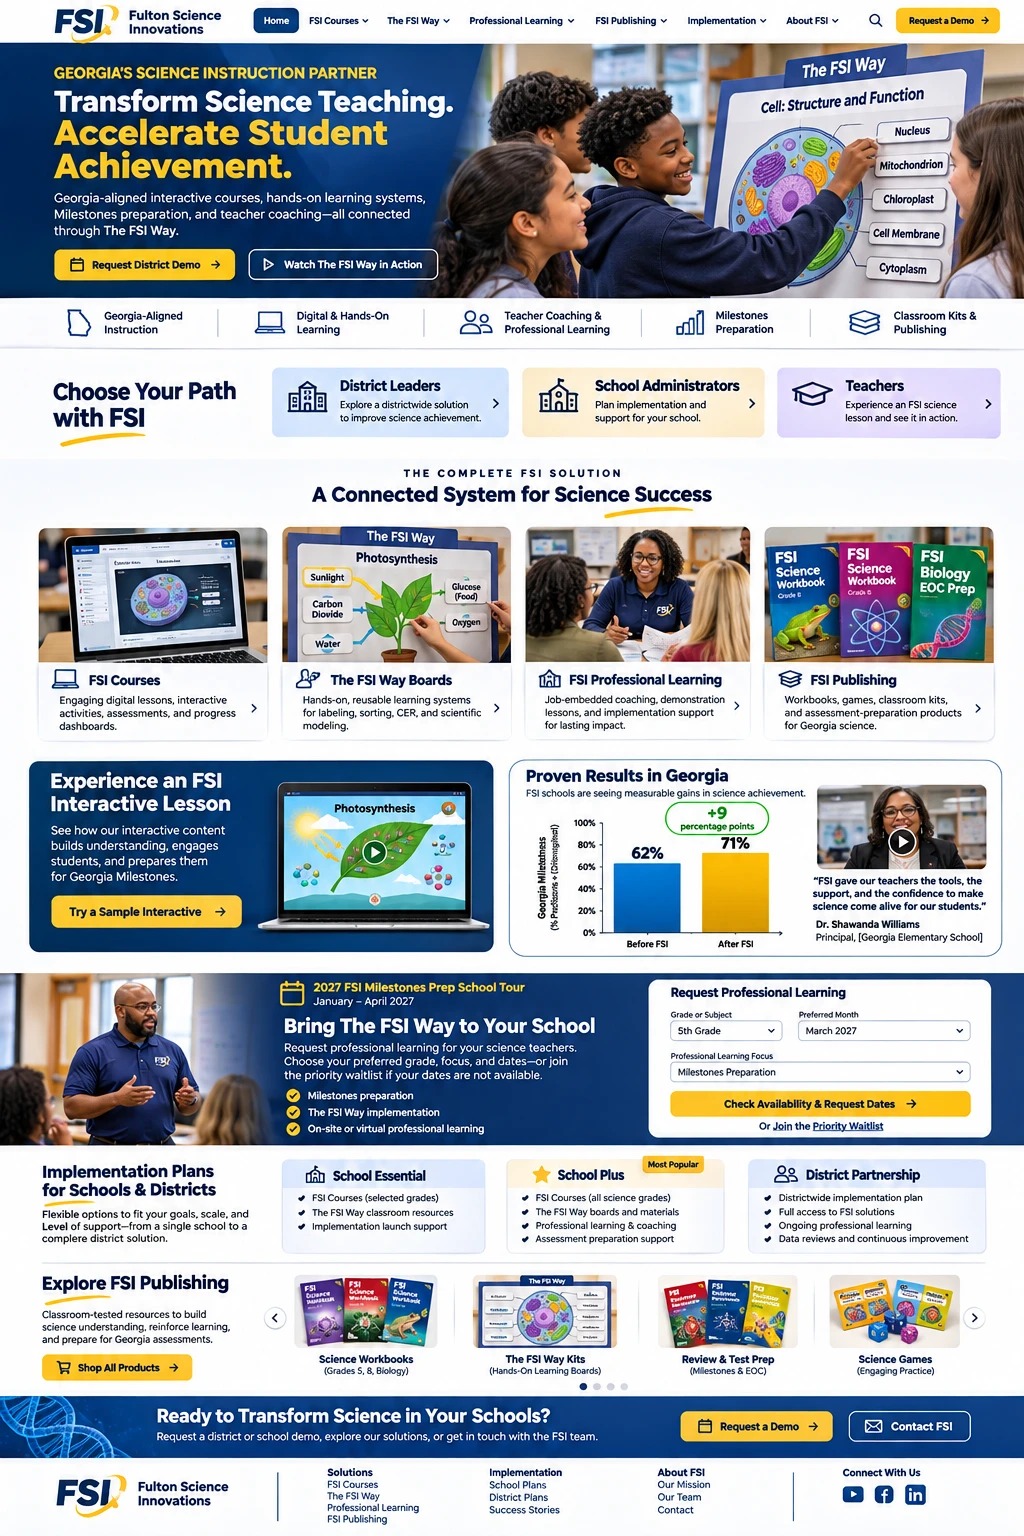 FSI
Fulton Science
Innovations
Home
FSI Courses
The FSI Way
Professional Learning
FSI Publishing
Implementation
About FSI
Request a Demo
GEORGIA'S SCIENCE INSTRUCTION PARTNER
Transform Science Teaching.
Accelerate Student
Achievement.
Georgia-aligned interactive courses, hands-on learning systems,
Milestones preparation, and teacher coaching—all connected
through The FSI Way.
Request District Demo
Watch The FSI Way in Action
The FSI Way
Cell: Structure and Function
Nucleus
Mitochondrion
Chloroplast
Cell Membrane
Cytoplasm
Georgia-Aligned
Instruction
Digital & Hands-On
Learning
Teacher Coaching &
Professional Learning
Milestones
Preparation
Classroom Kits &
Publishing
Choose Your Path
with FSI
District Leaders
Explore a districtwide solution
to improve science achievement.
School Administrators
Plan implementation and
support for your school.
Teachers
Experience an FSI science
lesson and see it in action.
THE COMPLETE FSI SOLUTION
A Connected System for Science Success
The FSI Way
Photosynthesis
Sunlight
Carbon
Dioxide
Water
Glucose
(Food)
Oxygen
FSI
FSI
Science
Workbook
Grade 6
FSI
Science
Workbook
Grade 8
FSI
Biology
EOC Prep
FSI Courses
Engaging digital lessons, interactive
activities, assessments, and progress
dashboards.
The FSI Way Boards
Hands-on, reusable learning systems
for labeling, sorting, CER, and scientific
modeling.
FSI Professional Learning
Job-embedded coaching, demonstration
lessons, and implementation support
for lasting impact.
FSI Publishing
Workbooks, games, classroom kits,
and assessment-preparation products
for Georgia science.
Experience an FSI
Interactive Lesson
See how our interactive content
builds understanding, engages
students, and prepares them
for Georgia Milestones.
Try a Sample Interactive
Photosynthesis
Proven Results in Georgia
FSI schools are seeing measurable gains in science achievement.
+9
percentage points
Georgia
100%
80%
60%
40%
20%
0%
62%
71%
Before FSI
After FSI
"FSI gave our teachers the tools, the
support, and the confidence to make
science come alive for our students."
Dr. Shawanda Williams
Principal, [Georgia Elementary School]
FSI
2027 FSI Milestones Prep School Tour
January – April 2027
Bring The FSI Way to Your School
Request professional learning for your science teachers.
Choose your preferred grade, focus, and dates—or join
the priority waitlist if your dates are not available.
Milestones preparation
The FSI Way implementation
On-site or virtual professional learning
Request Professional Learning
Grade or Subject
Preferred Month
5th Grade
March 2027
Professional Learning Focus
Milestones Preparation
Check Availability & Request Dates
Or Join the Priority Waitlist
Implementation Plans
for Schools & Districts
Flexible options to fit your goals, scale, and
Level of support—from a single school to a
complere district solution.
School Essential
FSI Courses (selected grades)
The FSI Way classroom resources
Implementation launch support
Most Popular
School Plus
FSI Courses (all science grades)
The FSI Way boards and materials
Professional learning & coaching
Assessment preparation support
District Partnership
Districtwide implementation plan
Full access to FSI solutions
Ongoing professional learning
Data reviews and continuous improvement
Explore FSI Publishing
Classroom-tested resources to build
science understanding, reinforce learning,
and prepare for Georgia assessments.
Shop All Products
The FSI Way
Science Workbooks
(Grades 5, 8, Biology)
The FSI Way Kits
(Hands-On Learning Boards)
Review & Test Prep
(Milestones & EOC)
Science Games
(Engaging Practice)
Ready to Transform Science in Your Schools?
Request a district or school demo, explore our solutions, or get in touch with the FSI team.
Request a Demo
Contact FSI
FSI
Fulton Science
Innovations
Solutions
FSI Courses
The FSI Way
Professional Learning
FSI Publishing
Implementation
School Plans
District Plans
Success Stories
About FSI
Our Mission
Our Team
Contact
Connect With Us